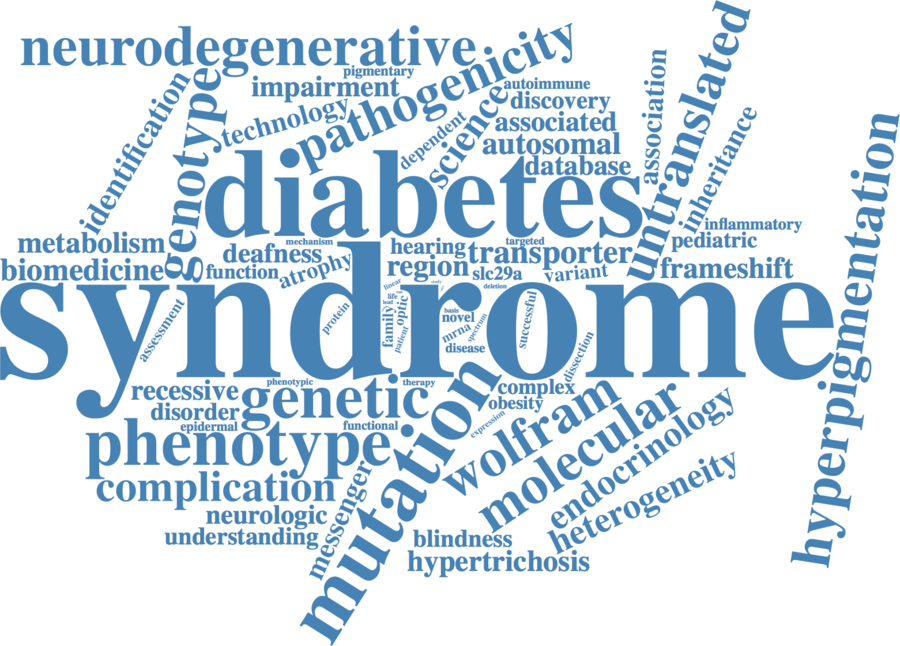 neurodegenerative
pigmentary
impairment
pathogenicity
autoimmune
technology
discovery
dependent
science
associated
autosomal
database
association
untranslated
inheritance
identification
genotype
diabetes
hyperpigmentation
inflammatory
metabolism
mechanism
deafness
hearing
targeted
transporter
pediatric
biomedicine
function
atrophy
region
slc29a
variant
frameshift
deletion
syndrome
linear
study
life
lead
family
optic
patient
basis
novel
mrna
spectrum
disease
protein
assessment
successful
dissection
recessive
phenotypic
therapy
genetic
complex
disorder
obesity
epidermal
functional
expression
phenotype
mutation
wolfram
molecular
endocrinology
heterogeneity
complication
messenger
neurologic
understanding
blindness
hypertrichosis